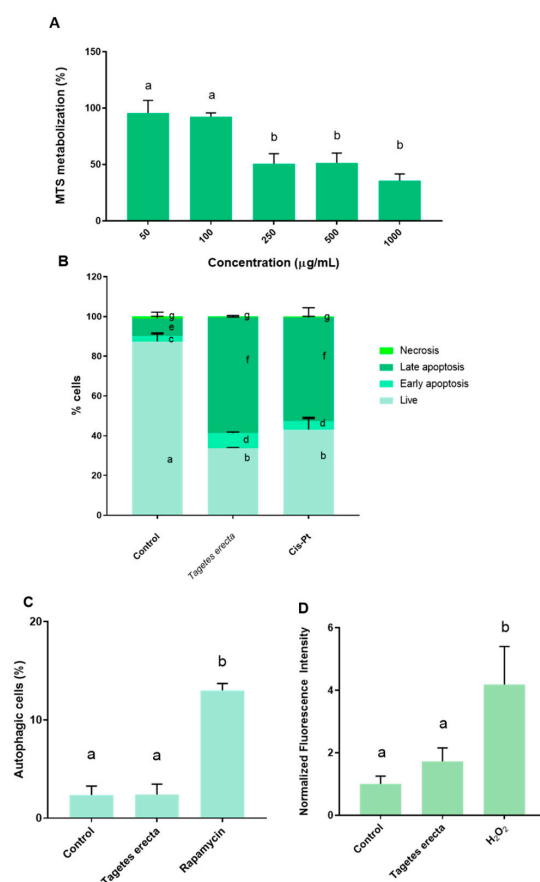 A
MTS metabolization (%)
150
100
50
0
a
a
b
b
b
50
100
250
500
1000
Concentration (μg/mL)
B
% cells
120
100
80
60
40
20
0
g
e
c
a
g
f
d
b
g
f
d
b
Necrosis
Late apoptosis
Early apoptosis
Live
Control
Tagetes erecta
Cis-Pt
C
Autophagic cells (%)
20
10
0
a
a
b
Control
Tagetes erecta
Rapamycin
D
Normalized Fluorescence Intensity
6
4
2
0
a
a
b
Control
Tagetes erecta
H₂O₂